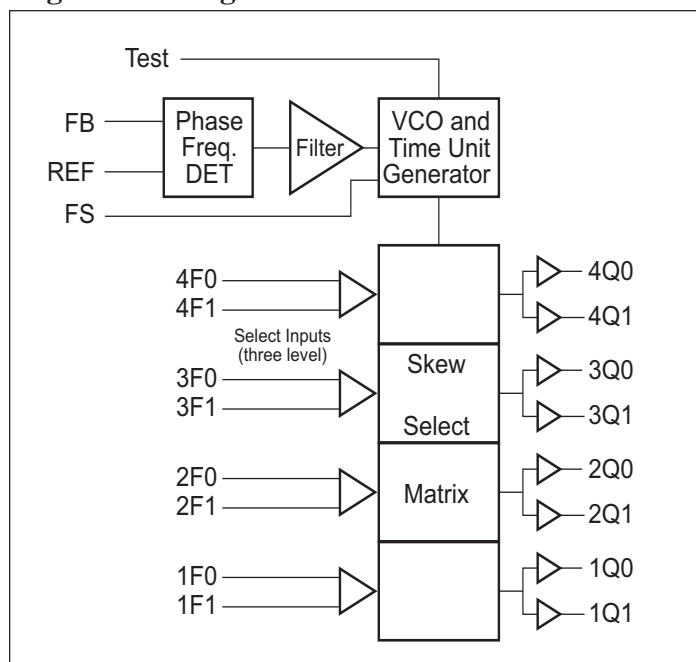 Test
FB
REF
FS
Phase
Freq.
DET
Filter
VCO and
Time Unit
Generator
4F0
4F1
Select Inputs
(three level)
3F0
3F1
2F0
2F1
1F0
1F1
Skew
Select
Matrix
4Q0
4Q1
3Q0
3Q1
2Q0
2Q1
1Q0
1Q1